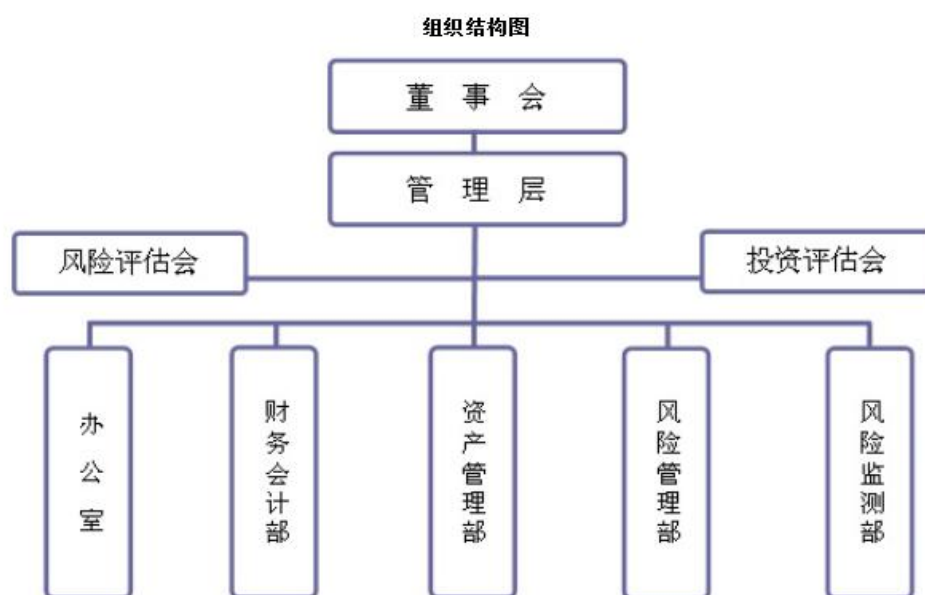 组织结构图
董事会
管理层
风险评估会
投资评估会
办公室
财务会计部
资产管理部
风险管理部
风险监测部